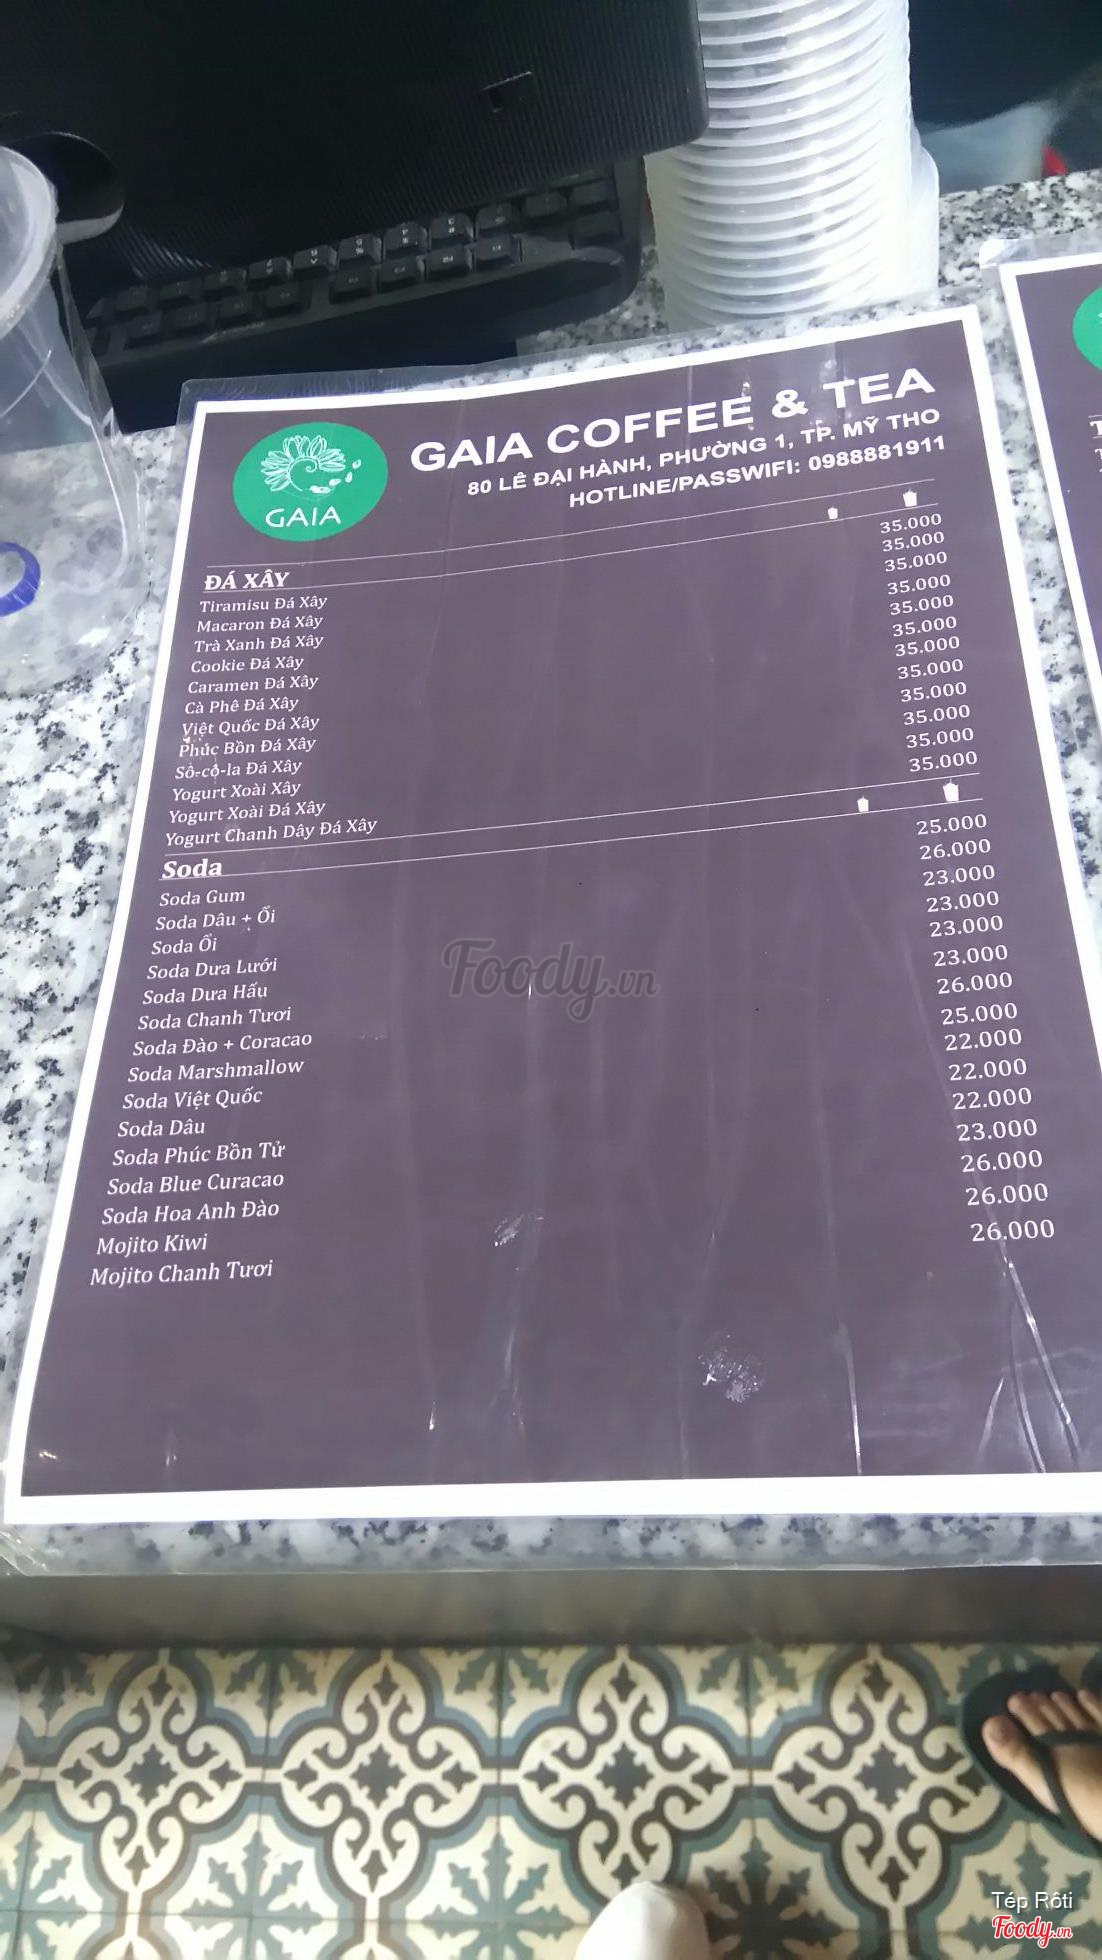 GAIA
GAIA COFFEE & TEA
80 LÊ ĐẠI HÀNH, PHƯỜNG 1, TP. MỸ THO
HOTLINE/PASSWIFI: 0988881911
ĐÁ XÂY
Tiramisu Đá Xây 35.000
Macaron Đá Xây 35.000
Trà Xanh Đá Xây 35.000
Cookie Đá Xây 35.000
Caramen Đá Xây 35.000
Cà Phê Đá Xây 35.000
Việt Quốc Đá Xây 35.000
Phúc Bồn Đá Xây 35.000
Sô-cô-la Đá Xây 35.000
Yogurt Xoài Xây 35.000
Yogurt Xoài Đá Xây 35.000
Yogurt Chanh Dây Đá Xây 35.000
Soda
Soda Gum 25.000
Soda Dâu + Ổi 26.000
Soda Ổi 23.000
Soda Dưa Lưới 23.000
Soda Dưa Hấu 23.000
Soda Chanh Tươi 23.000
Soda Đào + Coracao 26.000
Soda Marshmallow 25.000
Soda Việt Quốc 22.000
Soda Dâu 22.000
Soda Phúc Bồn Tử 22.000
Soda Blue Curacao 23.000
Soda Hoa Anh Đào 26.000
Mojito Kiwi 26.000
Mojito Chanh Tươi 26.000
Foody.vn
Tép Rôti
Foody.vn